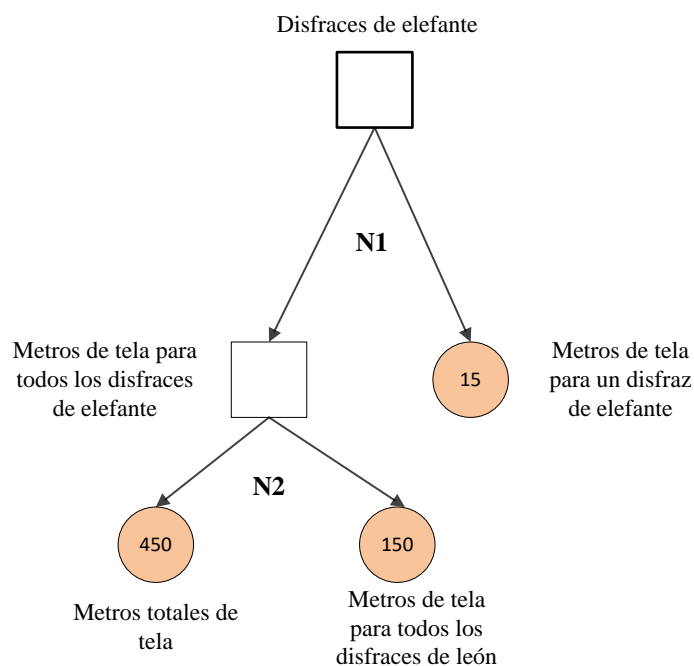 Disfraces de elefante
N1
Metros de tela para
todos los disfraces
de elefante
15
Metros de tela
para un disfraz
de elefante
N2
450
150
Metros totales de
tela
Metros de tela
para todos los
disfraces de león